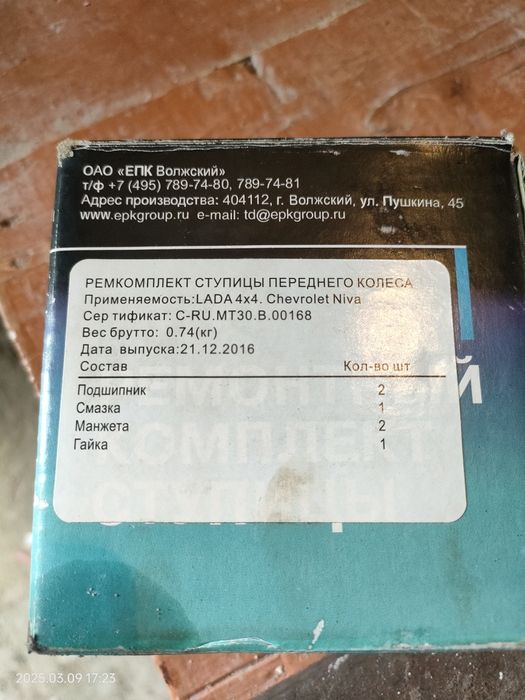 ОАО «ЕПК Волжский»
т/ф +7 (495) 789-74-80, 789-74-81
Адрес производства: 404112, г. Волжский, ул. Пушкина, 45
www.epkgroup.ru e-mail: td@epkgroup.ru
РЕМКОМПЛЕКТ СТУПИЦЫ ПЕРЕДНЕГО КОЛЕСА
Применяемость:LADA 4x4. Chevrolet Niva
Сер тификат: C-RU.MT30.B.00168
Вес брутто: 0.74(кг)
Дата выпуска:21.12.2016
Состав Кол-во шт
Подшипник 2
Смазка 1
Манжета 2
Гайка 1
РЕМОНТНЫЙ
КОМПЛЕКТ
СТУПИЦЫ
2025.03.09 17:23